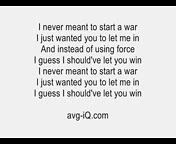 I never meant to start a war
I just wanted you to let me in
And instead of using force
I guess I should've let you win
I never meant to start a war
I just wanted you to let me in
I guess I should've let you win
avg-iQ.com